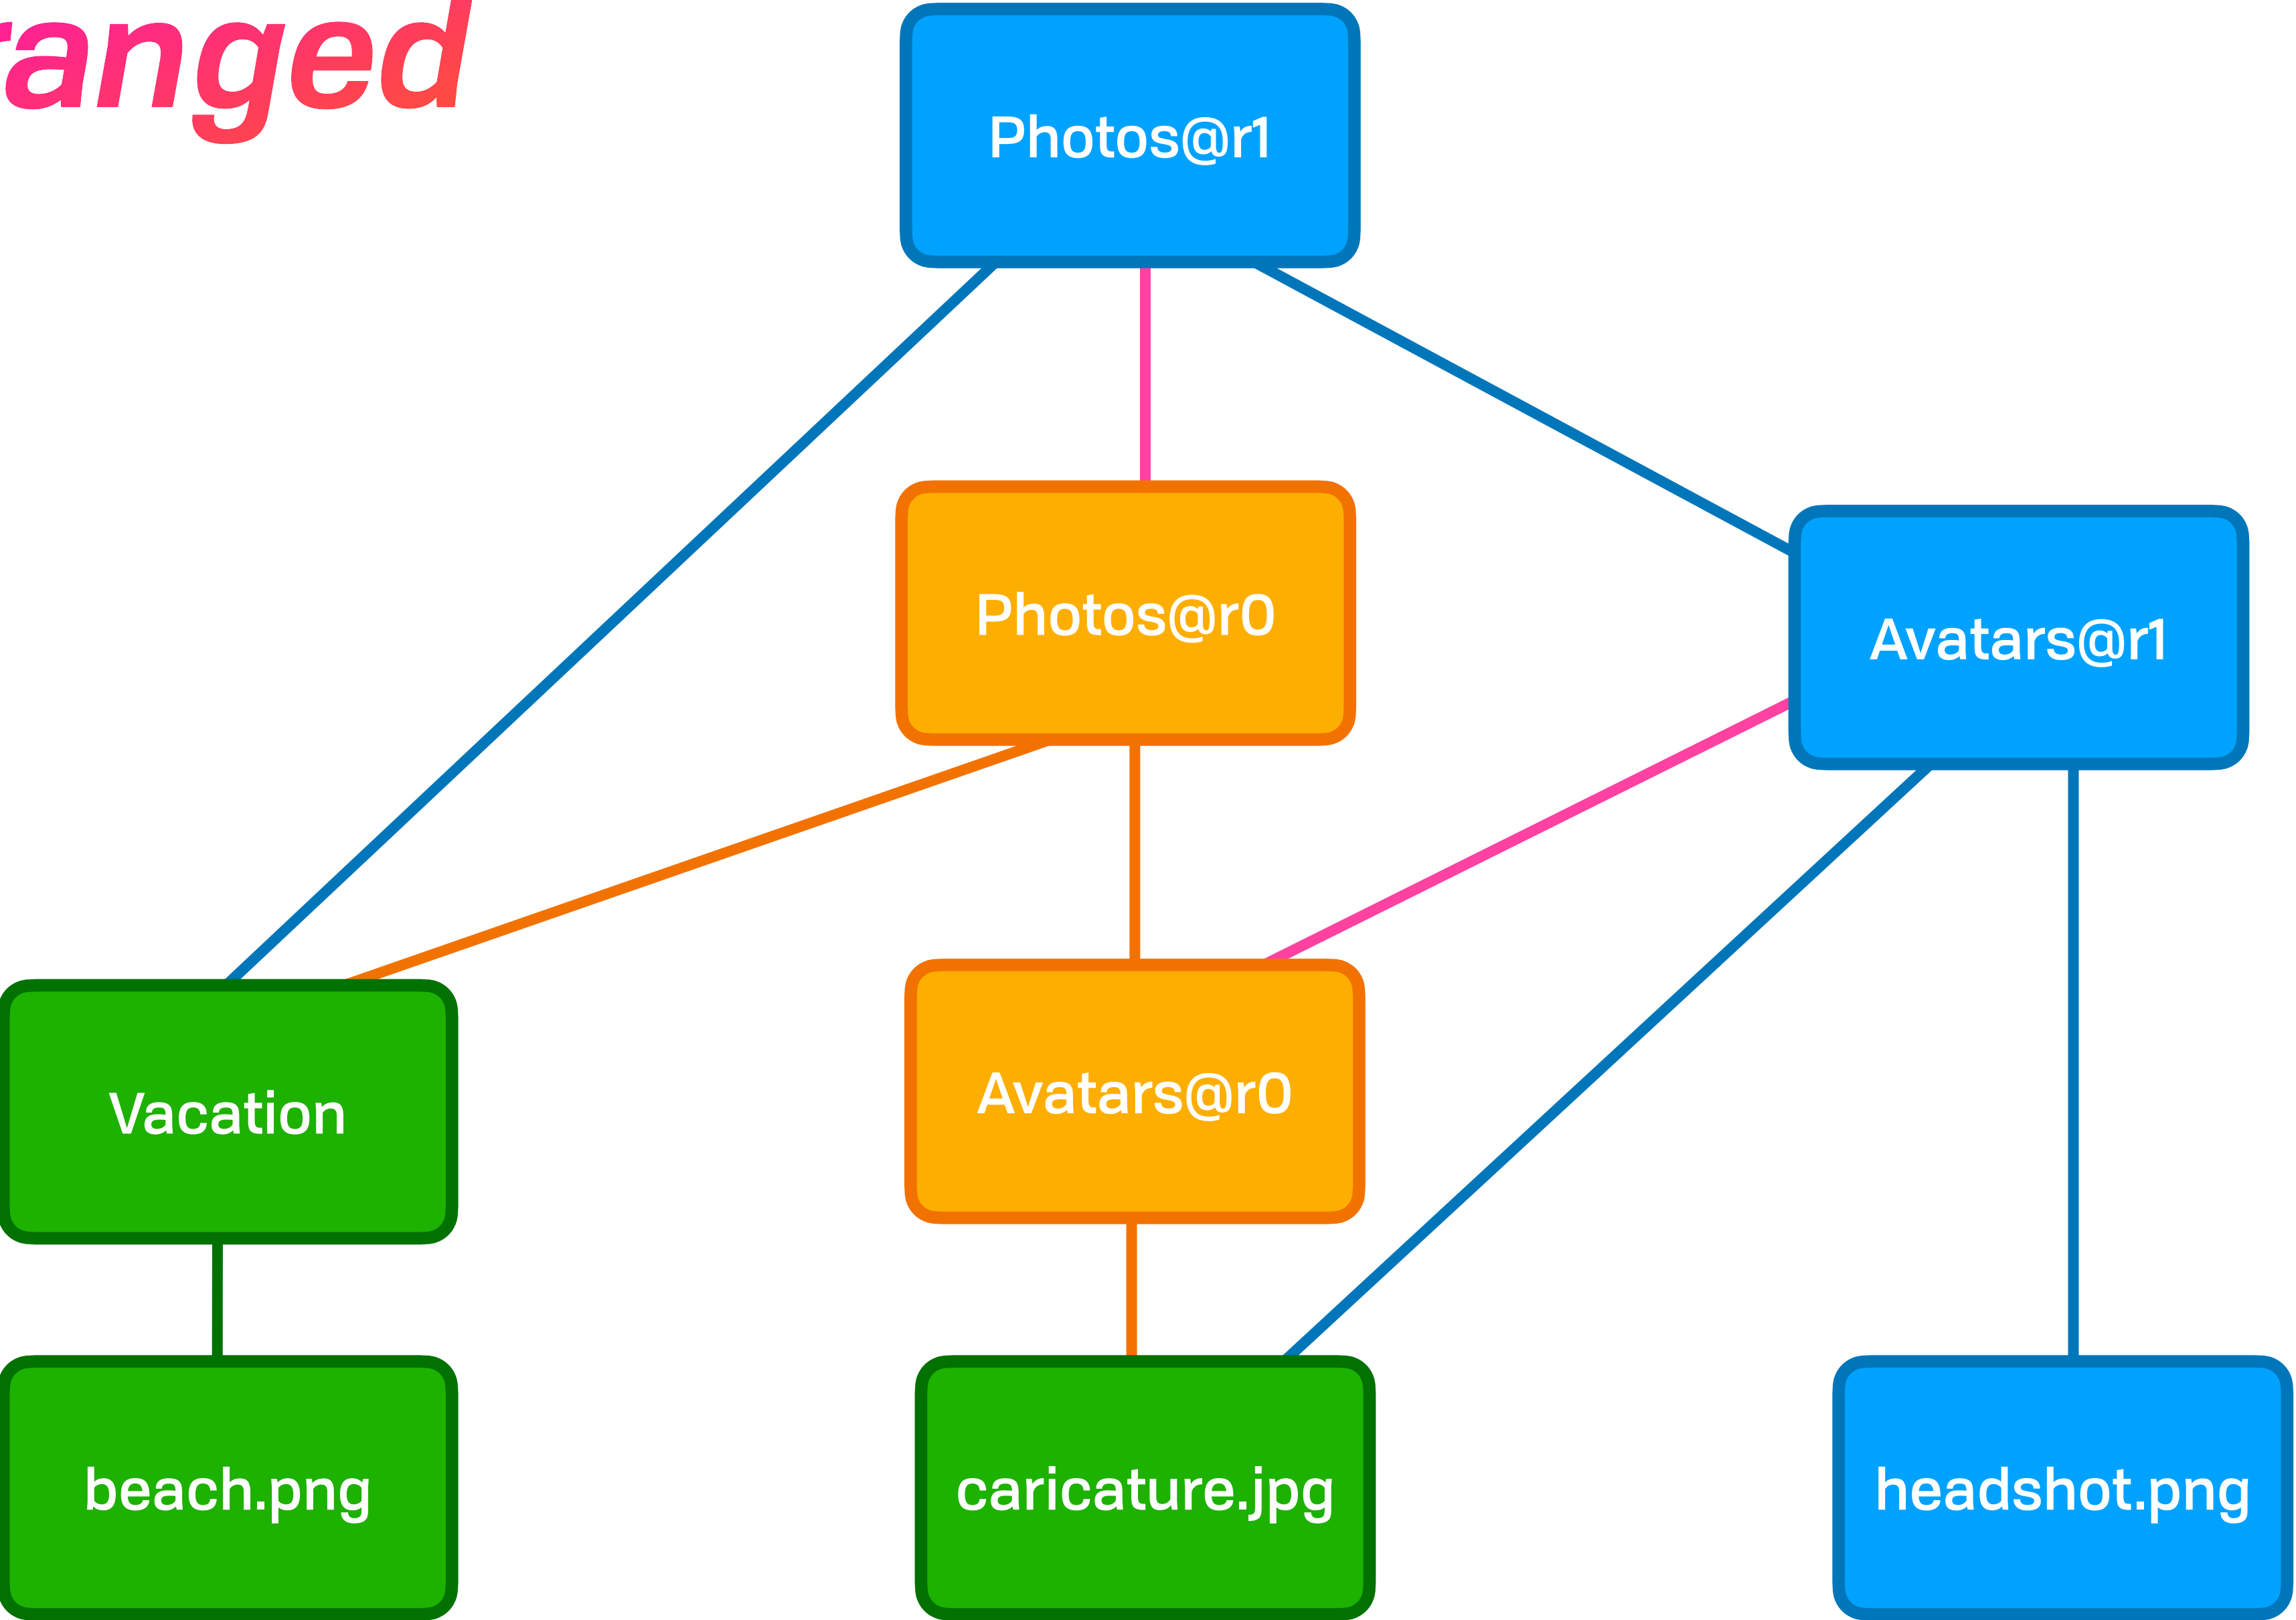 anged
Photos@r1
Photos@r0
Avatars@r1
Vacation
Avatars@r0
beach.png
caricature.jpg
headshot.png